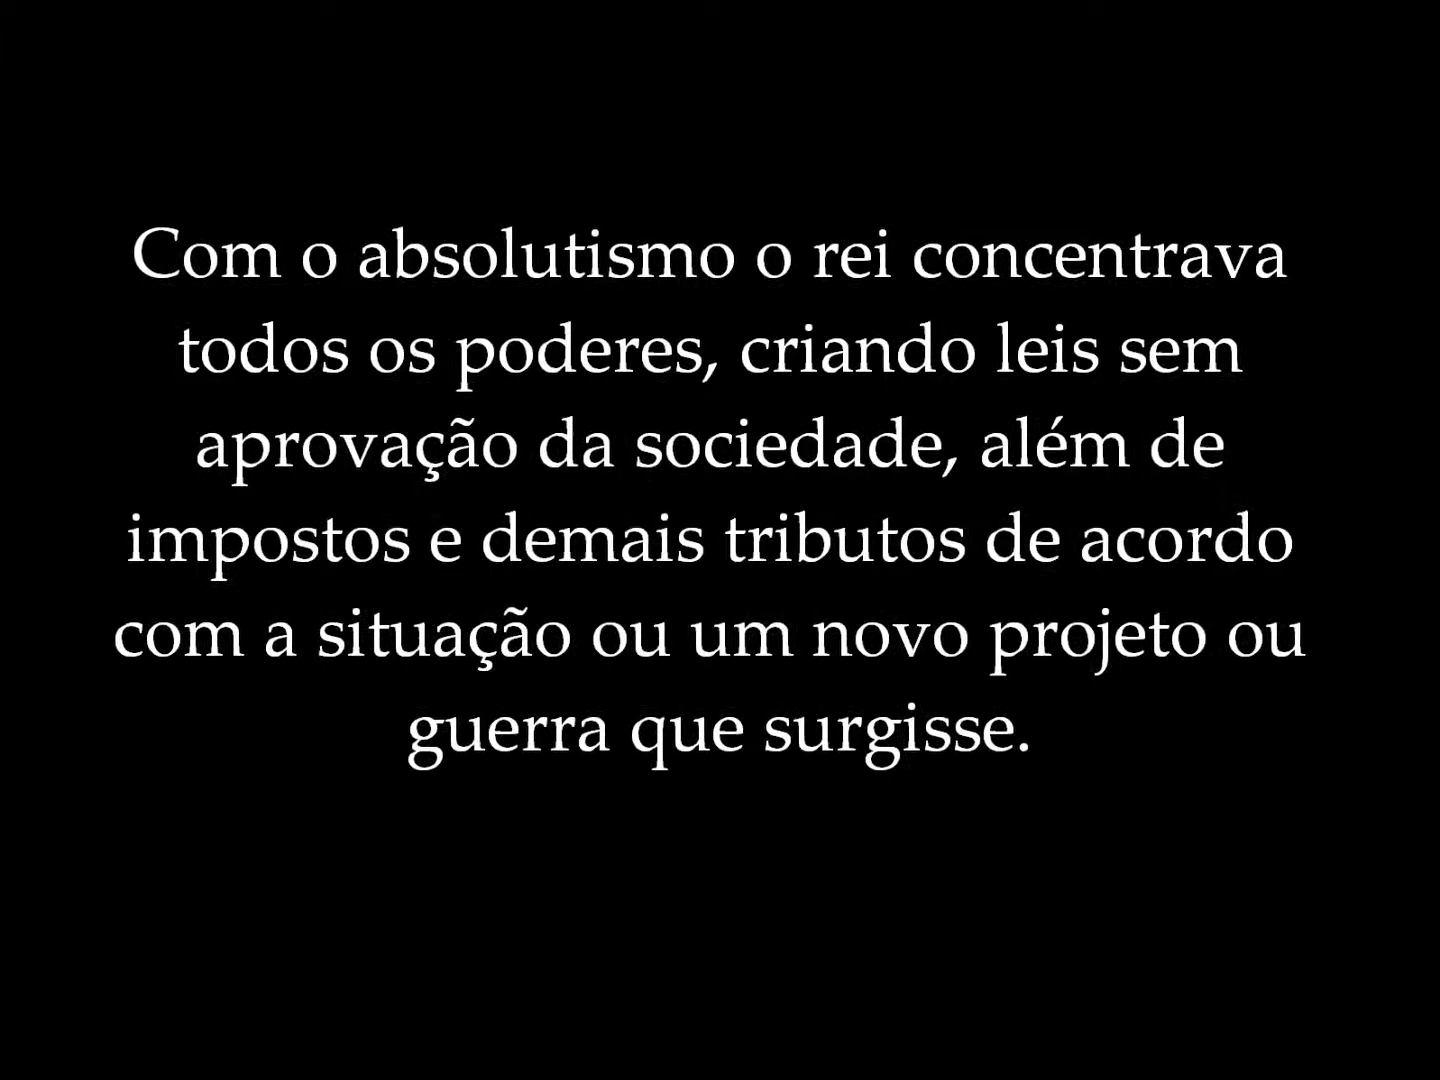 Com o absolutismo o rei concentrava
todos os poderes, criando leis sem
aprovação da sociedade, além de
impostos e demais tributos de acordo
com a situação ou um novo projeto ou
guerra que surgisse.